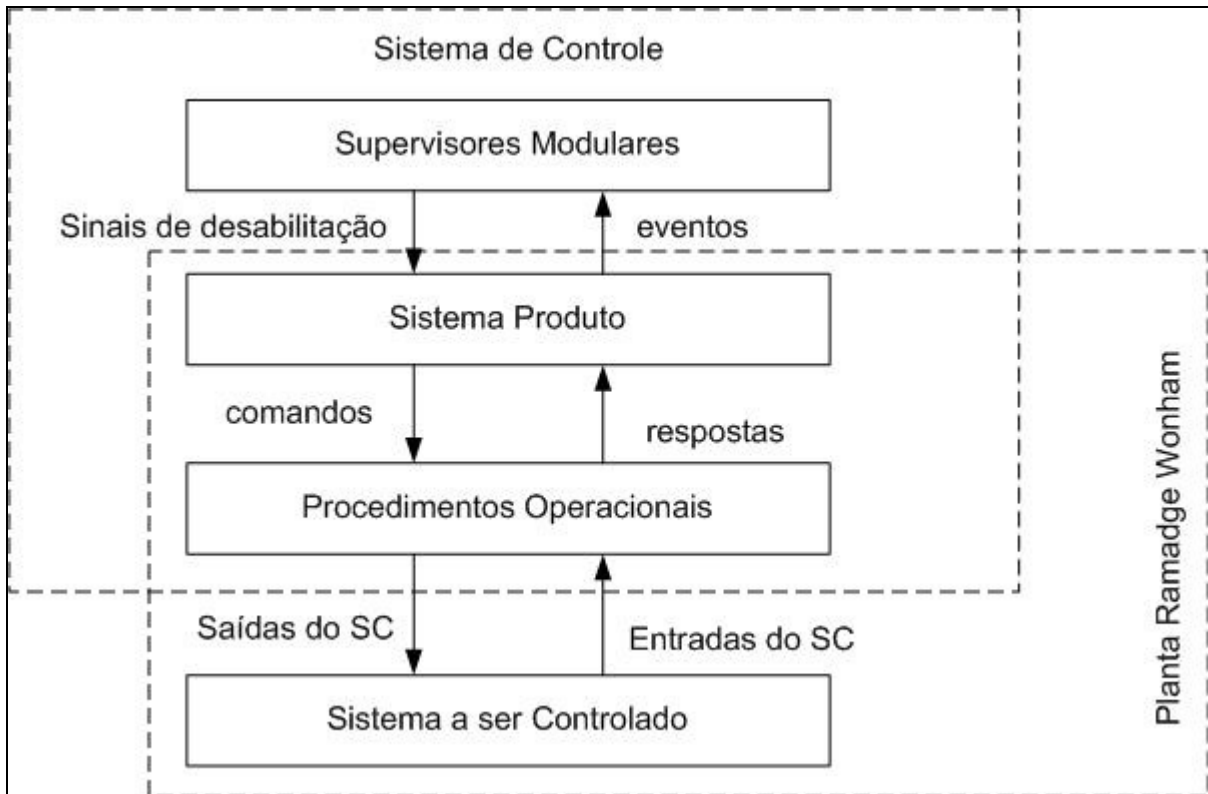 Sistema de Controle
Supervisores Modulares
Sinais de desabilitação
eventos
Sistema Produto
comandos
respostas
Procedimentos Operacionais
Saídas do SC
Entradas do SC
Sistema a ser Controlado
Planta Ramadge Wonham